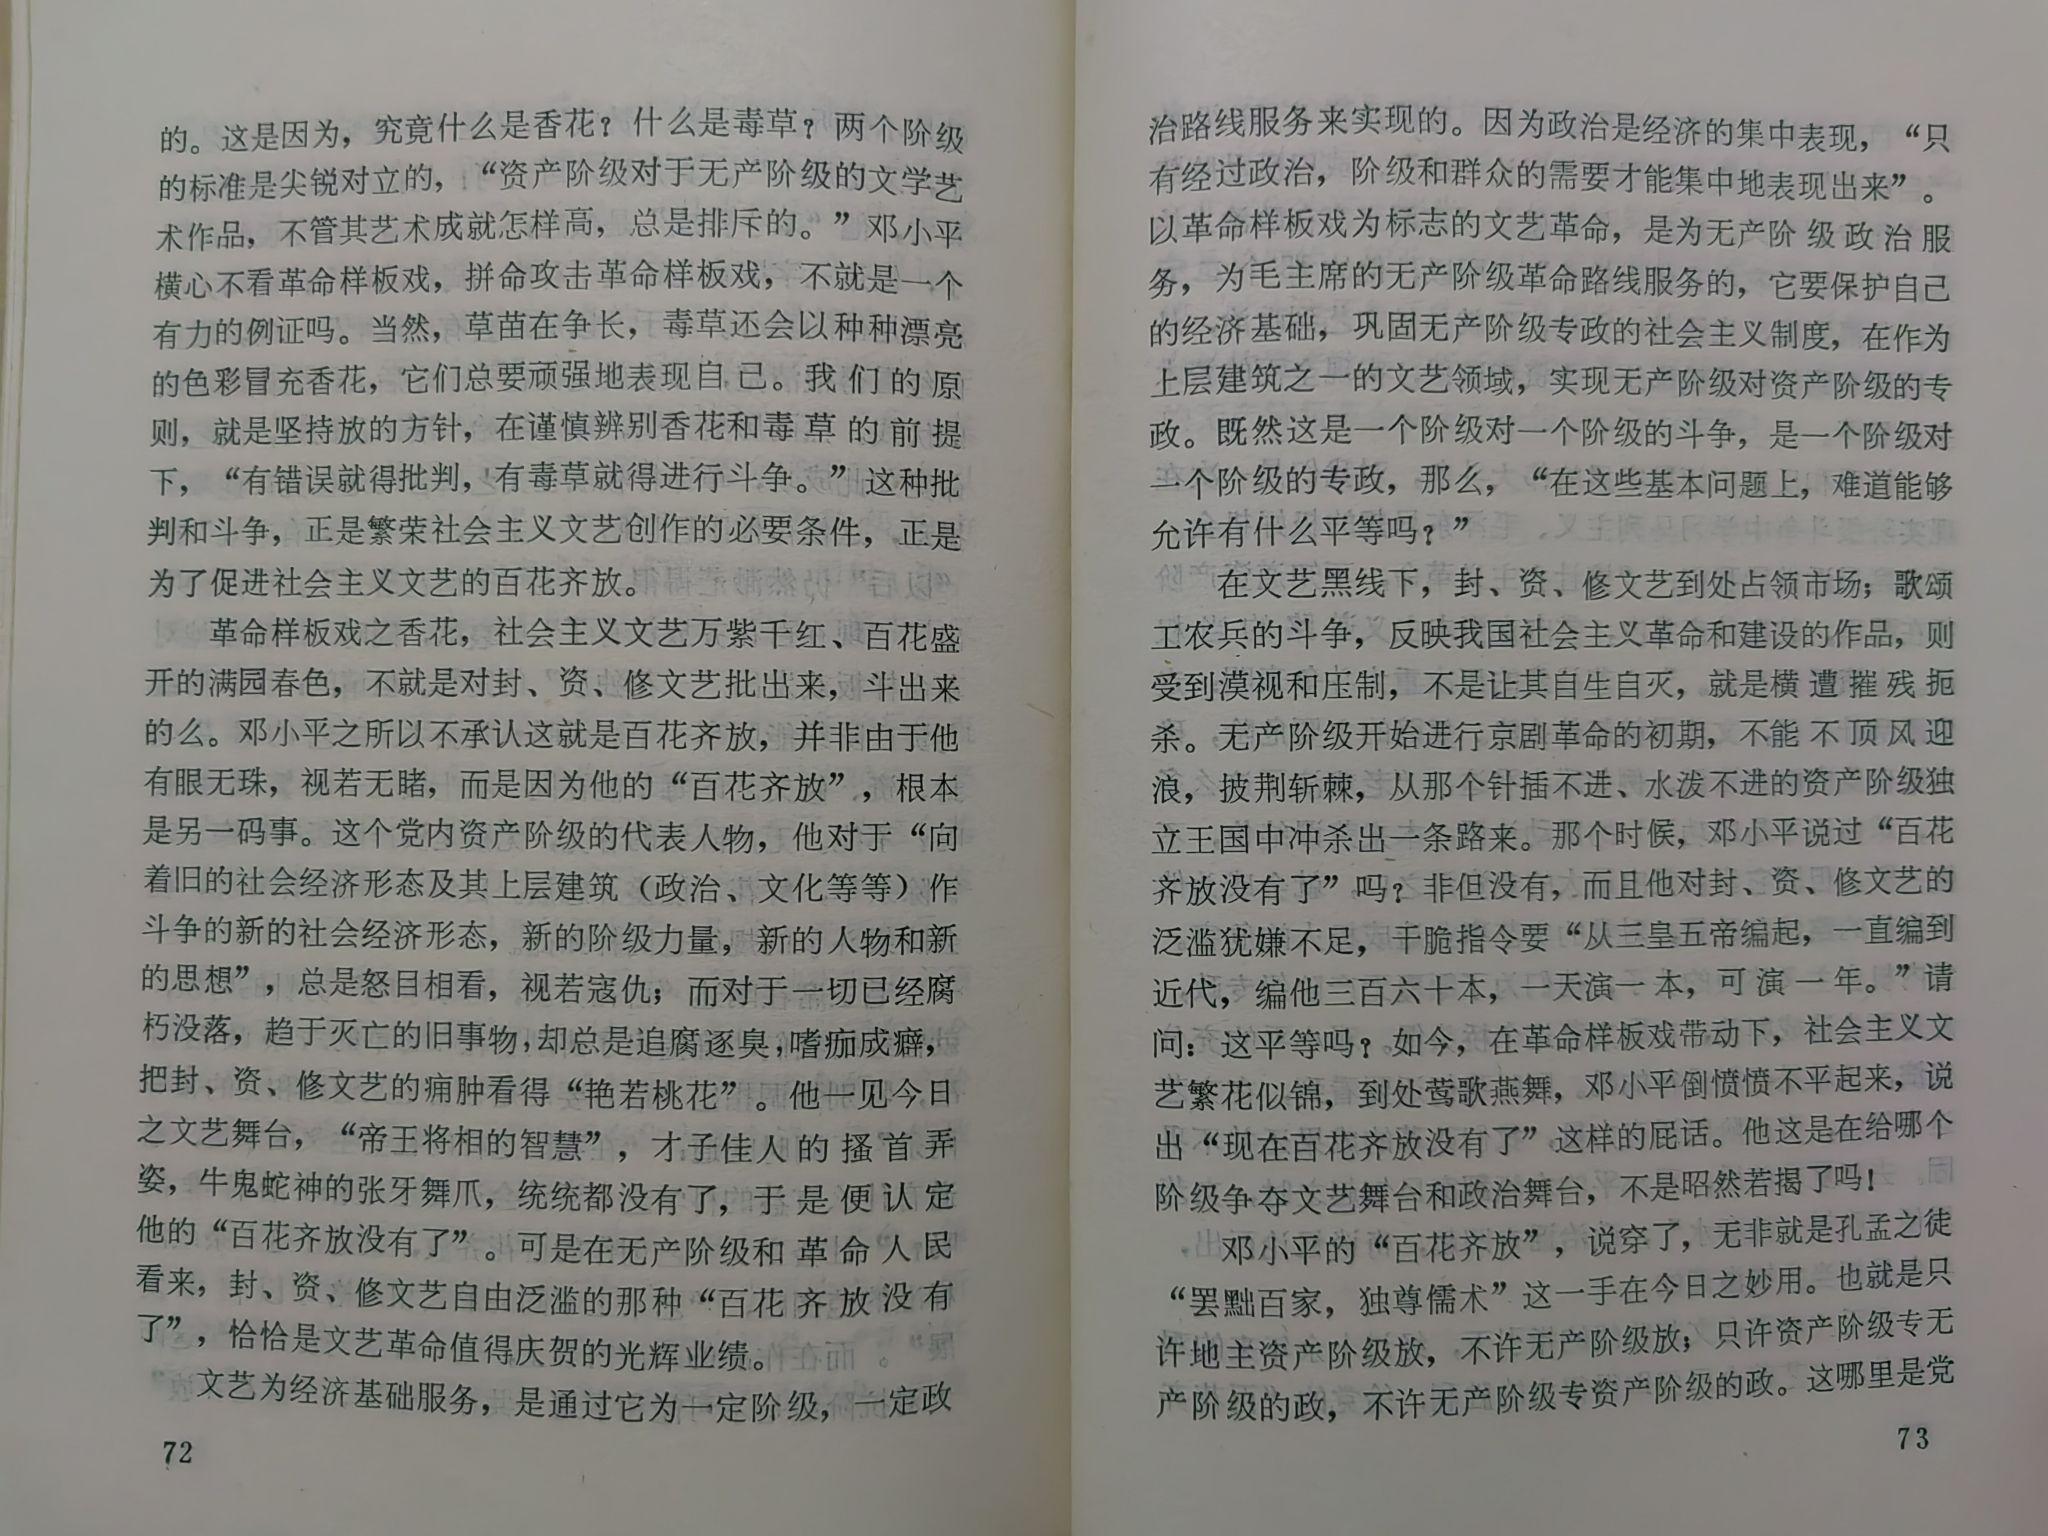 的。这是因为，究竟什么是香花？什么是毒草？两个阶级
的标准是尖锐对立的，“资产阶级对于无产阶级的文学艺
术作品，不管其艺术成就怎样高，总是排斥的。”邓小平
横心不看革命样板戏，拼命攻击革命样板戏，不就是一个
有力的例证吗。当然，草苗在争长，毒草还会以种种漂亮
的色彩冒充香花，它们总要顽强地表现自己。我们的原
则，就是坚持放的方针，在谨慎辨别香花和毒草的前提
下，“有错误就得批判，有毒草就得进行斗争。”这种批
判和斗争，正是繁荣社会主义文艺创作的必要条件，正是
为了促进社会主义文艺的百花齐放。
革命样板戏之香花，社会主义文艺万紫千红、百花盛
开的满园春色，不就是对封、资、修文艺批出来，斗出来
的么。邓小平之所以不承认这就是百花齐放，并非由于他
有眼无珠，视若无睹，而是因为他的“百花齐放”，根本
是另一码事。这个党内资产阶级的代表人物，他对于“向
着旧的社会经济形态及其上层建筑（政治、文化等等）作
斗争的新的社会经济形态，新的阶级力量，新的人物和新
的思想”，总是怒目相看，视若寇仇；而对于一切已经腐
朽没落，趋于灭亡的旧事物，却总是追腐逐臭，嗜痂成癖，
把封、资、修文艺的痈肿看得“艳若桃花”。他一见今日
之文艺舞台，“帝王将相的智慧”，才子佳人的搔首弄
姿，牛鬼蛇神的张牙舞爪，统统都没有了，于是便认定
他的“百花齐放没有了”。可是在无产阶级和革命人民
看来，封、资、修文艺自由泛滥的那种“百花齐放没有
了”，恰恰是文艺革命值得庆贺的光辉业绩。
文艺为经济基础服务，是通过它为一定阶级，一定政
72
治路线服务来实现的。因为政治是经济的集中表现，“只
有经过政治，阶级和群众的需要才能集中地表现出来”。
以革命样板戏为标志的文艺革命，是为无产阶级政治服
务，为毛主席的无产阶级革命路线服务的，它要保护自己
的经济基础，巩固无产阶级专政的社会主义制度，在作为
上层建筑之一的文艺领域，实现无产阶级对资产阶级的专
政。既然这是一个阶级对一个阶级的斗争，是一个阶级对
一个阶级的专政，那么，“在这些基本问题上，难道能够
允许有什么平等吗？”
在文艺黑线下，封、资、修文艺到处占领市场；歌颂
工农兵的斗争，反映我国社会主义革命和建设的作品，则
受到漠视和压制，不是让其自生自灭，就是横遭摧残扼
杀。无产阶级开始进行京剧革命的初期，不能不顶风迎
浪，披荆斩棘，从那个针插不进、水泼不进的资产阶级独
立王国中冲杀出一条路来。那个时候，邓小平说过“百花
齐放没有了”吗？非但没有，而且他对封、资、修文艺的
泛滥犹嫌不足，干脆指令要“从三皇五帝编起，一直编到
近代，编他三百六十本，一天演一本，可演一年。”请
问：这平等吗？如今，在革命样板戏带动下，社会主义文
艺繁花似锦，到处莺歌燕舞，邓小平倒愤愤不平起来，说
出“现在百花齐放没有了”这样的屁话。他这是在给哪个
阶级争夺文艺舞台和政治舞台，不是昭然若揭了吗！
邓小平的“百花齐放”，说穿了，无非就是孔孟之徒
“罢黜百家，独尊儒术”这一手在今日之妙用。也就是只
许地主资产阶级放，不许无产阶级放；只许资产阶级专无
产阶级的政，不许无产阶级专资产阶级的政。这哪里是党
73